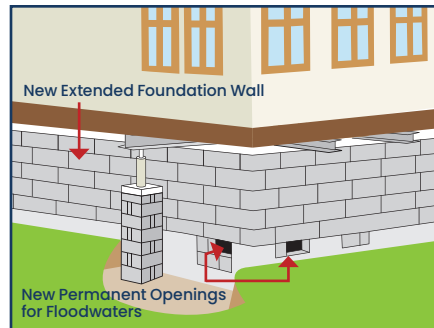 New Extended Foundation Wall
New Permanent Openings
for Floodwaters